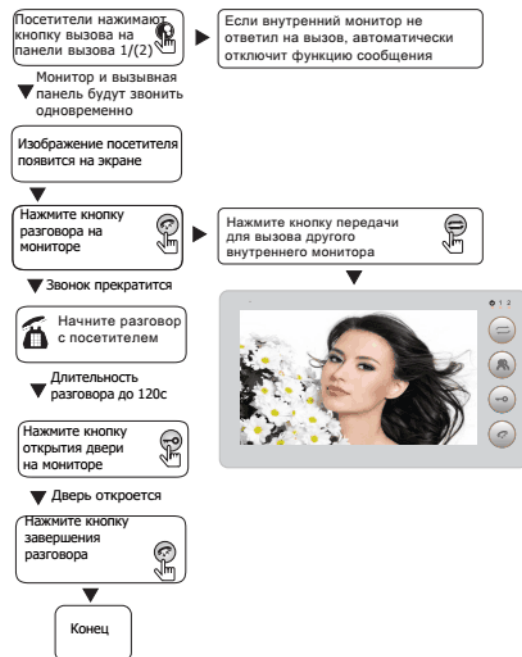 Посетители нажимают
кнопку вызова на
панели вызова 1/(2)
Если внутренний монитор не
ответил на вызов, автоматически
отключит функцию сообщения
Монитор и вызывная
панель будут звонить
одновременно
Изображение посетителя
появится на экране
Нажмите кнопку
разговора на
мониторе
Нажмите кнопку передачи
для вызова другого
внутреннего монитора
Звонок прекратится
1 2
Начните разговор
с посетителем
Длительность
разговора до 120с
Нажмите кнопку
открытия двери
на мониторе
Дверь откроется
Нажмите кнопку
завершения
разговора
Конец